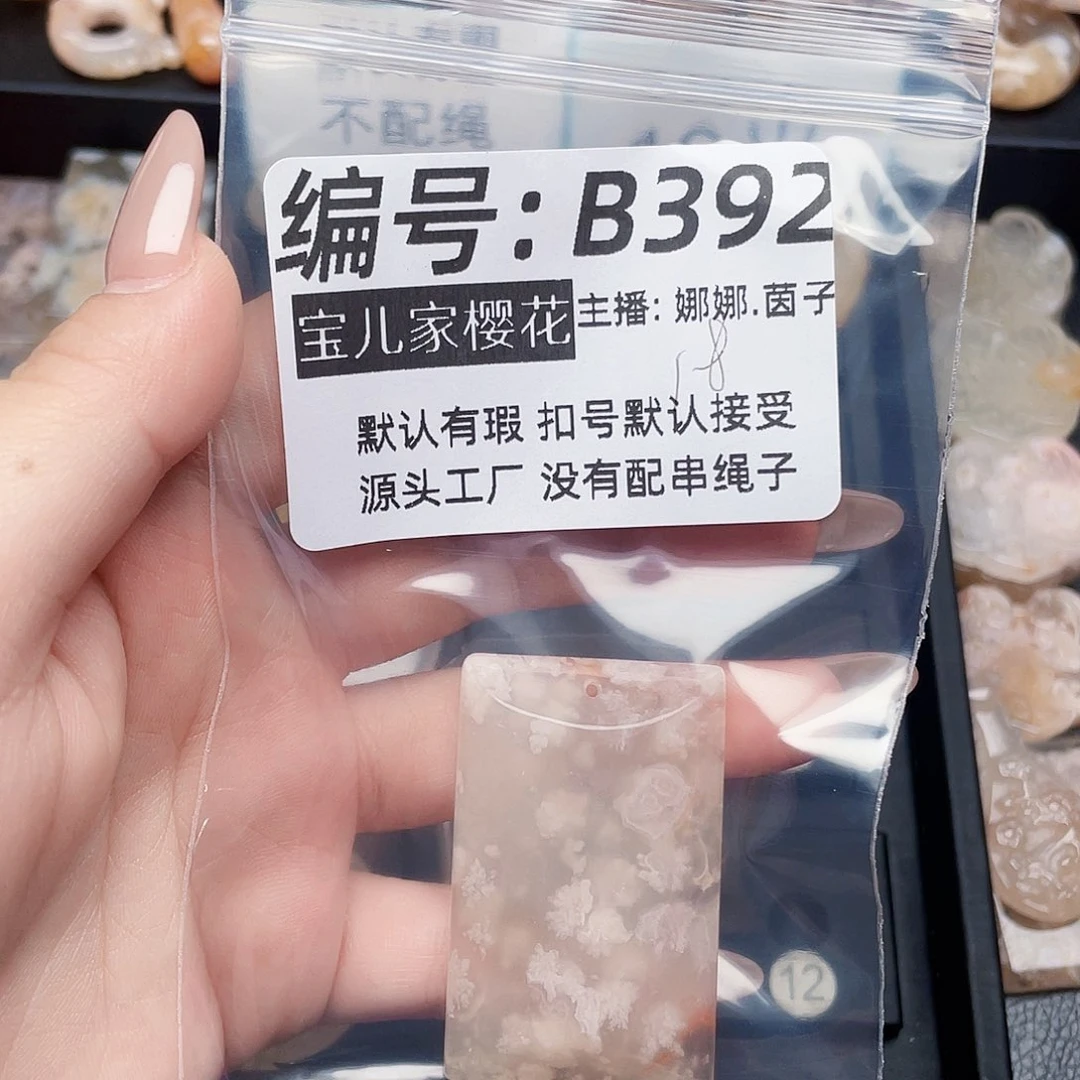 不配绳
编号：B392
宝儿家樱花 主播: 娜娜.茵子
58
默认有瑕 扣号默认接受
源头工厂 没有配串绳子
12